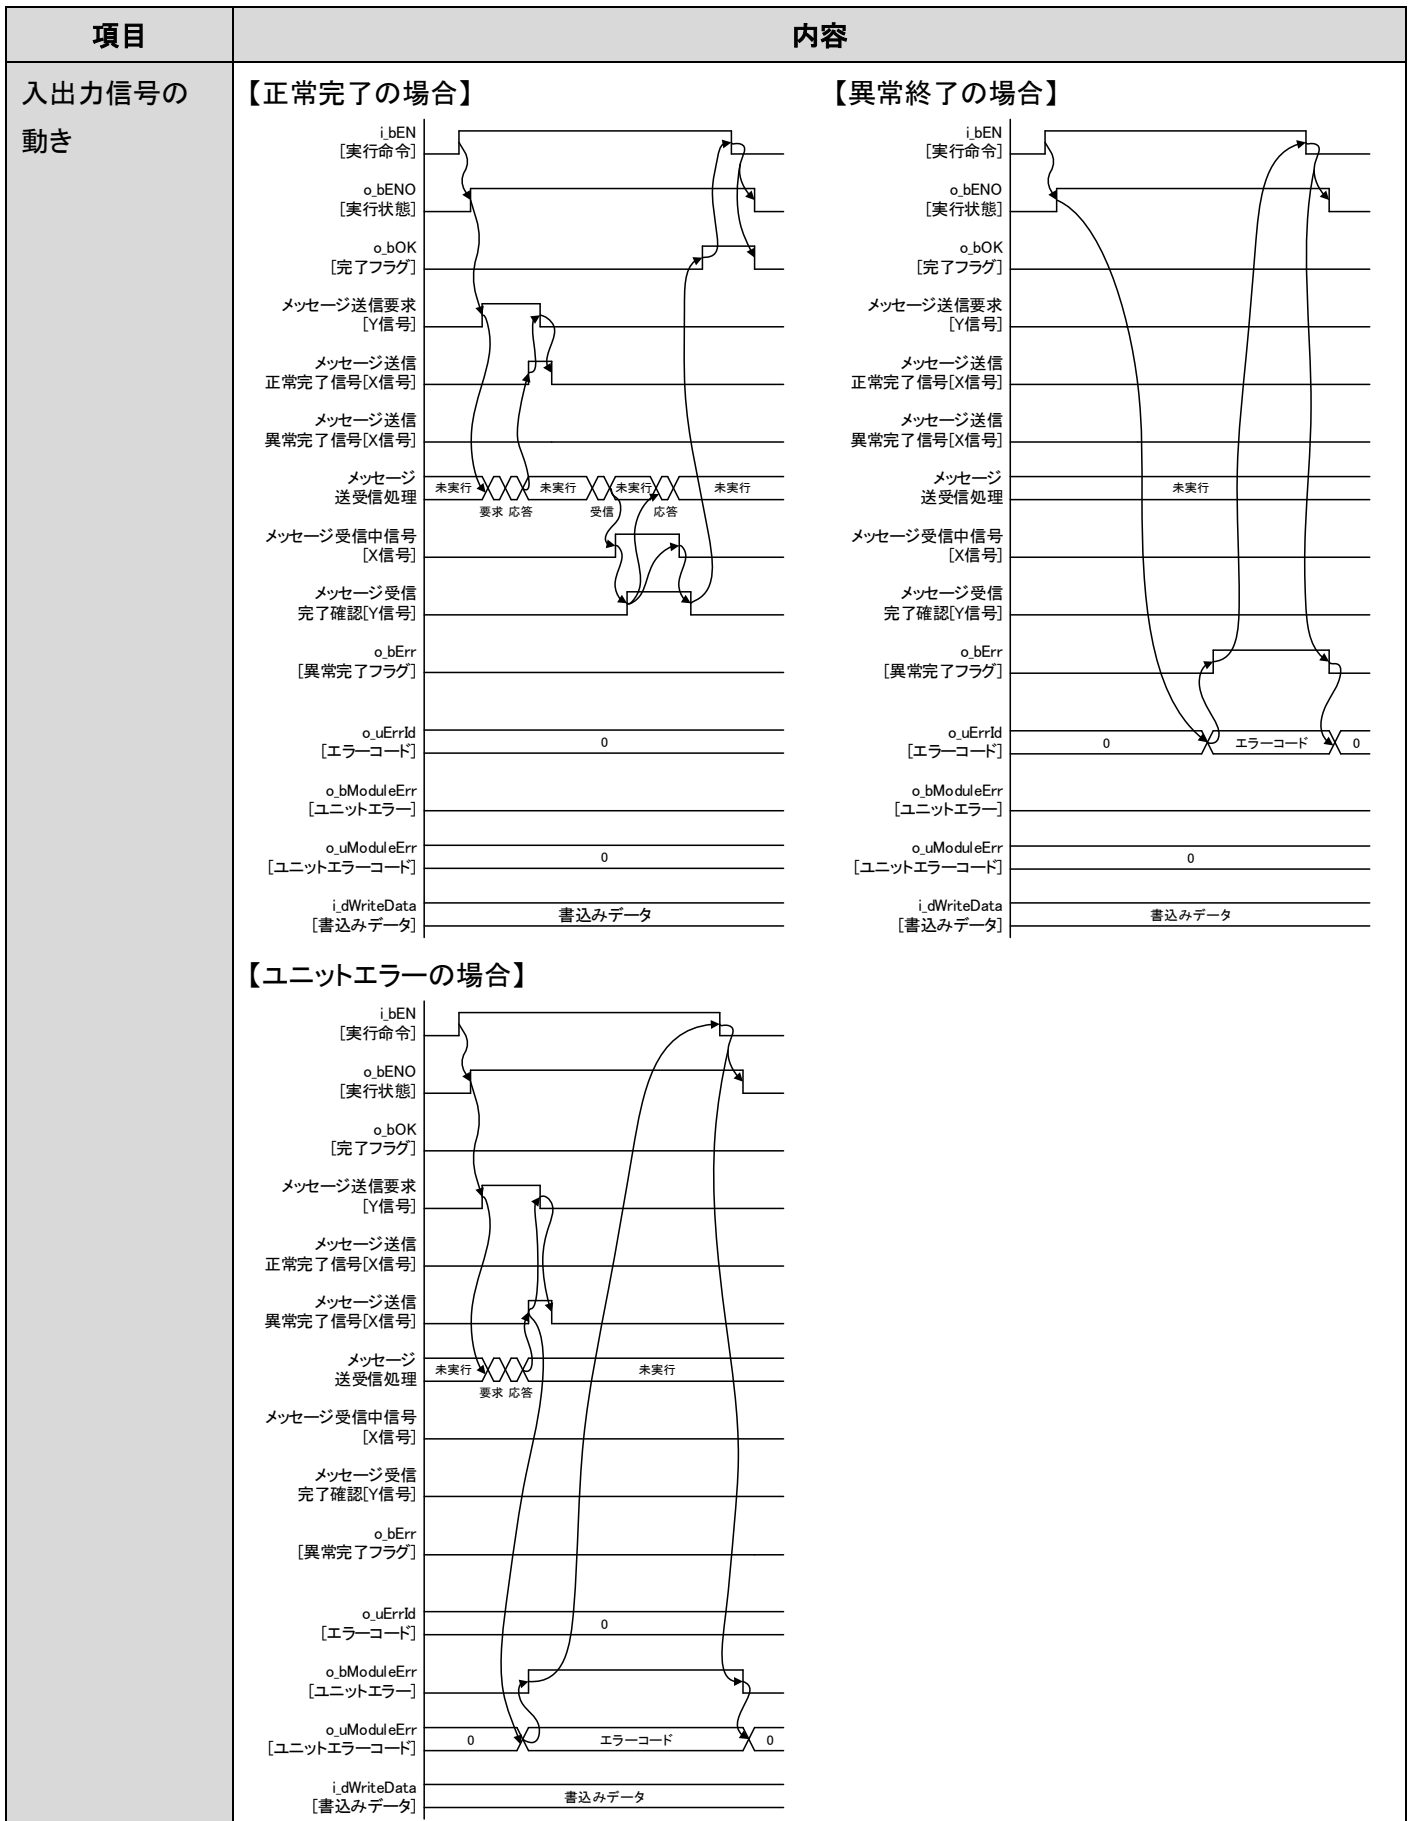 項目
内容
入出力信号の
動き
【正常完了の場合】
i_bEN
[実行命令]
o_bENO
[実行状態]
o_bOK
[完了フラグ]
メッセージ送信要求
[Y信号]
メッセージ送信
正常完了信号[X信号]
メッセージ送信
異常完了信号[X信号]
メッセージ
送受信処理
未実行
未実行
未実行
未実行
要求
応答
受信
応答
メッセージ受信中信号
[X信号]
メッセージ受信
完了確認[Y信号]
o_bErr
[異常完了フラグ]
o_uErrId
[エラーコード]
0
o_bModuleErr
[ユニットエラー]
o_uModuleErr
[ユニットエラーコード]
0
i_dWriteData
[書込みデータ]
書込みデータ
【異常終了の場合】
i_bEN
[実行命令]
o_bENO
[実行状態]
o_bOK
[完了フラグ]
メッセージ送信要求
[Y信号]
メッセージ送信
正常完了信号[X信号]
メッセージ送信
異常完了信号[X信号]
メッセージ
送受信処理
未実行
メッセージ受信中信号
[X信号]
メッセージ受信
完了確認[Y信号]
o_bErr
[異常完了フラグ]
o_uErrId
[エラーコード]
0
エラーコード
0
o_bModuleErr
[ユニットエラー]
o_uModuleErr
[ユニットエラーコード]
0
i_dWriteData
[書込みデータ]
書込みデータ
【ユニットエラーの場合】
i_bEN
[実行命令]
o_bENO
[実行状態]
o_bOK
[完了フラグ]
メッセージ送信要求
[Y信号]
メッセージ送信
正常完了信号[X信号]
メッセージ送信
異常完了信号[X信号]
メッセージ
送受信処理
未実行
未実行
要求
応答
メッセージ受信中信号
[X信号]
メッセージ受信
完了確認[Y信号]
o_bErr
[異常完了フラグ]
o_uErrId
[エラーコード]
0
o_bModuleErr
[ユニットエラー]
o_uModuleErr
[ユニットエラーコード]
0
エラーコード
0
i_dWriteData
[書込みデータ]
書込みデータ